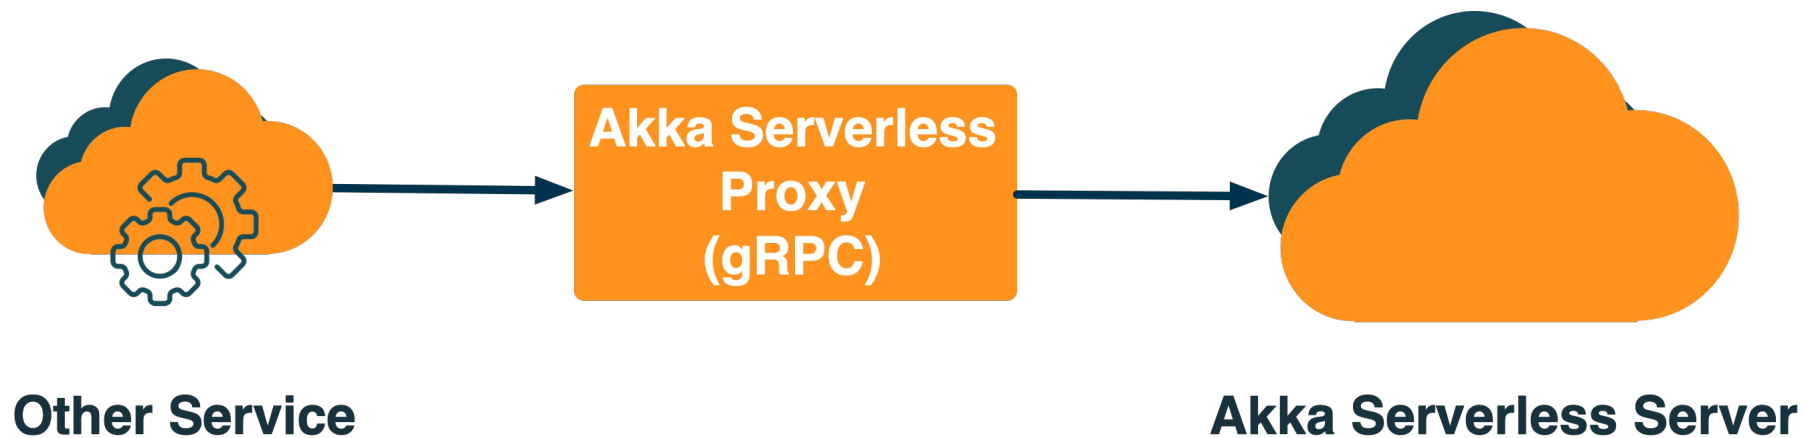 Akka Serverless
Proxy
(gRPC)
Other Service
Akka Serverless Server